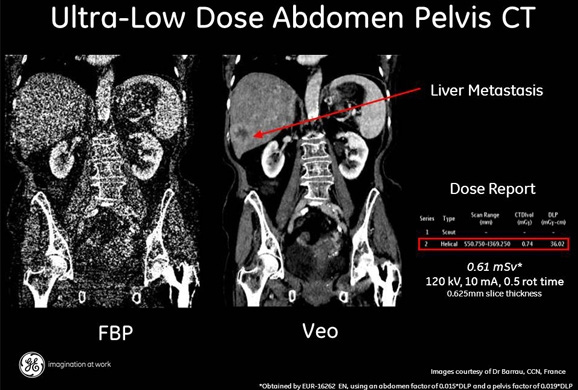 Ultra-Low Dose Abdomen Pelvis CT
Liver Metastasis
Dose Report
Series Type Scan Range (mm) CTDIvol (mGy) DLP (mGy-cm)
1 Scout - - -
2 Helical S50.750-I369.250 0.74 36.02
0.61 mSv*
120 kV, 10 mA, 0.5 rot time
0.625mm slice thickness
FBP
Veo
GE imagination at work
Images courtesy of Dr Barrau, CCN, France
*Obtained by EUR-16262 EN, using an abdomen factor of 0.015*DLP and a pelvis factor of 0.019*DLP